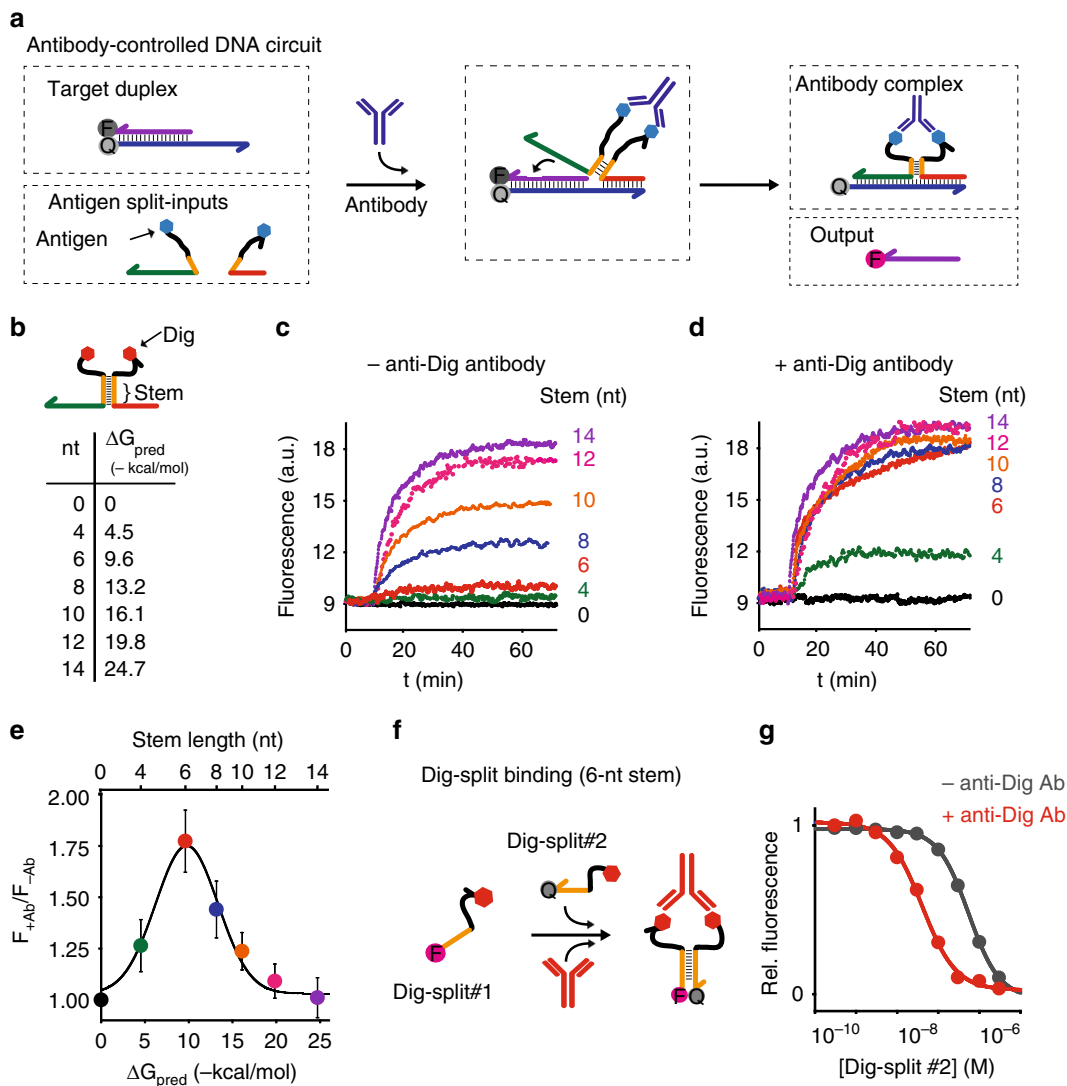 a
Antibody-controlled DNA circuit
Target duplex
F
Q
Antigen split-inputs
Antigen
Antibody
F
Q
Antibody complex
Q
Output
F
b
Dig
} Stem
nt ΔG pred (– kcal/mol)
0 0
4 4.5
6 9.6
8 13.2
10 16.1
12 19.8
14 24.7
c
– anti-Dig antibody
Stem (nt)
14
12
10
8
6
4
0
Fluorescence (a.u.)
18
15
12
9
0 20 40 60
t (min)
d
+ anti-Dig antibody
Stem (nt)
14
12
10
8
6
4
0
Fluorescence (a.u.)
18
15
12
9
0 20 40 60
t (min)
e
Stem length (nt)
0 4 6 8 10 12 14
F+Ab/F–Ab
2.00
1.75
1.50
1.25
1.00
0 5 10 15 20 25
ΔGpred (–kcal/mol)
f
Dig-split binding (6-nt stem)
Dig-split#2
Q
F
Dig-split#1
F Q
g
– anti-Dig Ab
+ anti-Dig Ab
Rel. fluorescence
1
0
10–10 10–8 10–6
[Dig-split #2] (M)